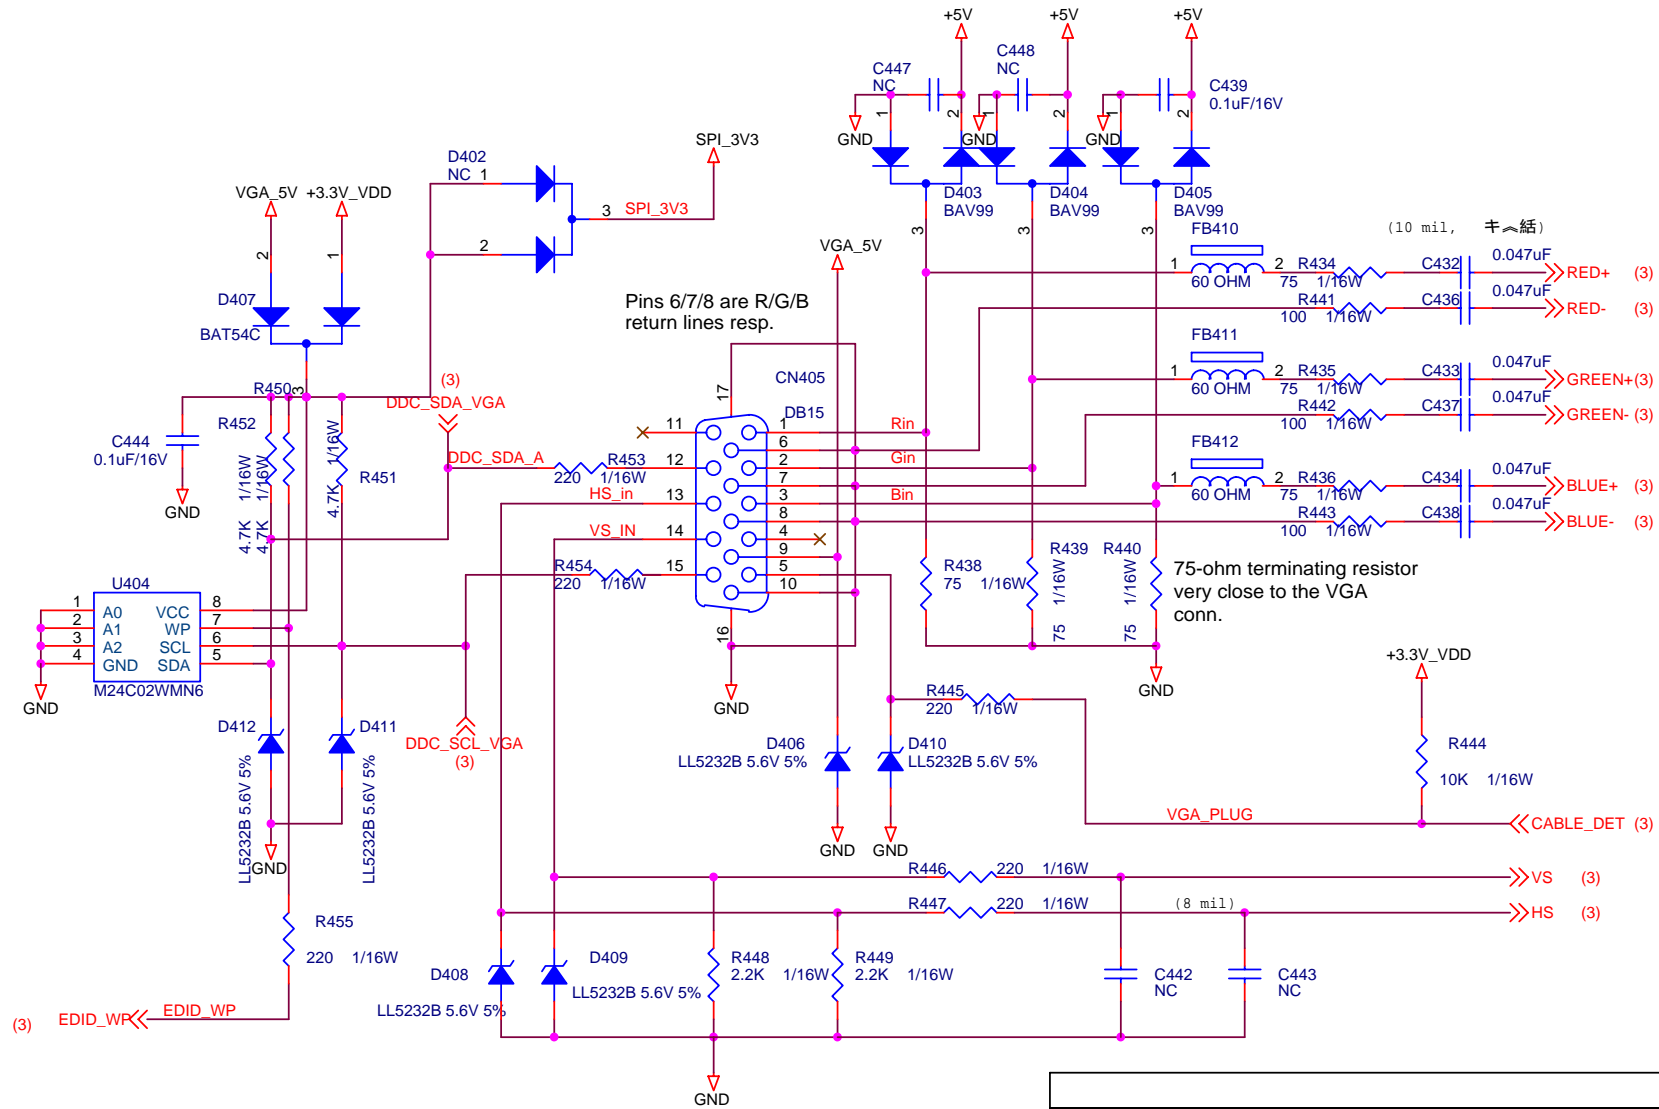 +5V
+5V
+5V
C447
NC
C448
NC
C439
0.1uF/16V
1
2
1
2
1
2
GND
GND
GND
D403
BAV99
D404
BAV99
D405
BAV99
3
3
3
D402
NC
1
2
3
SPI_3V3
SPI_3V3
VGA_5V
+3.3V_VDD
2
1
D407
BAT54C
3
R450
R452
C444
0.1uF/16V
GND
1/16W
1/16W
4.7K
4.7K
1/16W
4.7K
R451
(3)
DDC_SDA_VGA
VGA_5V
Pins 6/7/8 are R/G/B
return lines resp.
17
CN405
DB15
11
12
13
14
15
1
6
2
7
3
8
4
9
5
10
16
GND
DDC_SDA_A
R453
220 1/16W
HS_in
VS_IN
R454
220 1/16W
Rin
Gin
Bin
FB410
1
2
60 OHM
R434
75 1/16W
R441
100 1/16W
(10 mil,
C432
0.047uF
C436
0.047uF
RED+ (3)
RED- (3)
FB411
1
2
60 OHM
R435
75 1/16W
R442
100 1/16W
C433
0.047uF
C437
0.047uF
GREEN+(3)
GREEN- (3)
FB412
1
2
60 OHM
R436
75 1/16W
R443
100 1/16W
C434
0.047uF
C438
0.047uF
BLUE+ (3)
BLUE- (3)
R438
75 1/16W
R439
1/16W
75
R440
1/16W
75
75-ohm terminating resistor
very close to the VGA
conn.
GND
U404
1
2
3
4
A0
A1
A2
GND
VCC
WP
SCL
SDA
8
7
6
5
M24C02WMN6
GND
D412
LL5232B 5.6V 5%
D411
LL5232B 5.6V 5%
GND
DDC_SCL_VGA
(3)
D406
LL5232B 5.6V 5%
GND
D410
LL5232B 5.6V 5%
GND
R445
220 1/16W
+3.3V_VDD
R444
10K 1/16W
VGA_PLUG
CABLE_DET (3)
R446
220 1/16W
VS (3)
R447
220 1/16W
(8 mil)
HS (3)
R455
220 1/16W
D408
LL5232B 5.6V 5%
D409
LL5232B 5.6V 5%
R448
2.2K 1/16W
R449
2.2K 1/16W
C442
NC
C443
NC
(3) EDID_WP
EDID_WP
GND